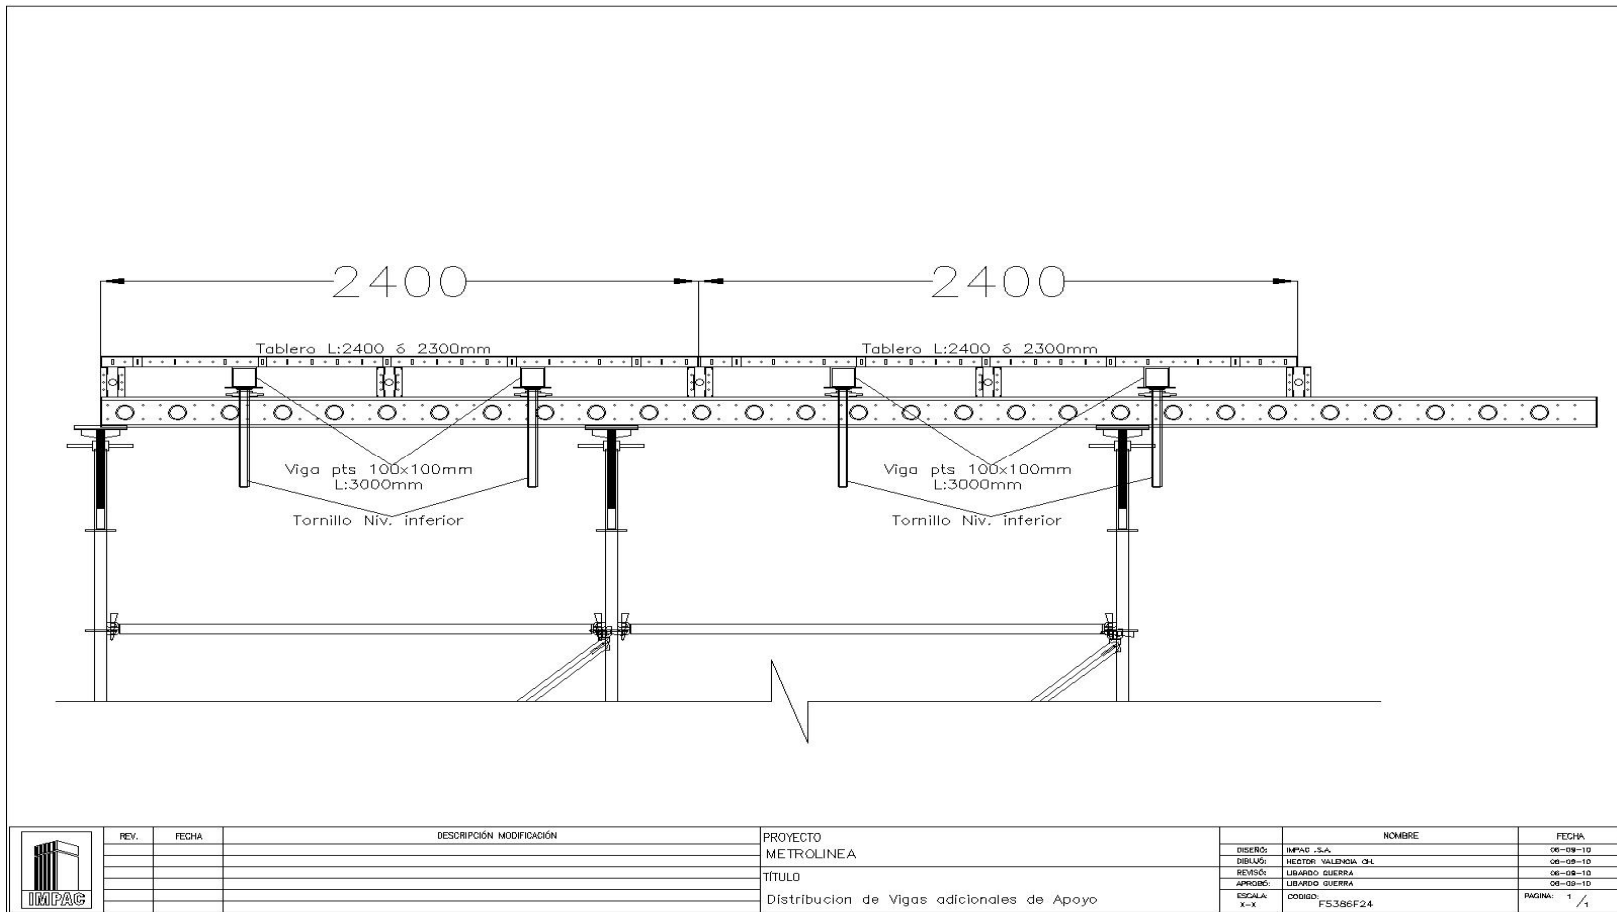 2400
2400
Tablero L:2400 ó 2300mm
Tablero L:2400 ó 2300mm
Viga pts 100x100mm
L:3000mm
Viga pts 100x100mm
L:3000mm
Tornillo Niv. inferior
Tornillo Niv. inferior
IMPAC
REV.
FECHA
DESCRIPCIÓN MODIFICACIÓN
PROYECTO
METROLINEA
TÍTULO
Distribucion de Vigas adicionales de Apoyo
NOMBRE
FECHA
DISEÑO:
IMPAC .S.A.
06-09-10
DIBUJÓ:
HECTOR VALENCIA CH.
06-09-10
REVISÓ:
LIBARDO GUERRA
06-09-10
APROBÓ:
LIBARDO GUERRA
06-09-10
ESCALA:
X-X
CODIGO:
F5386F24
PAGINA: 1 / 1